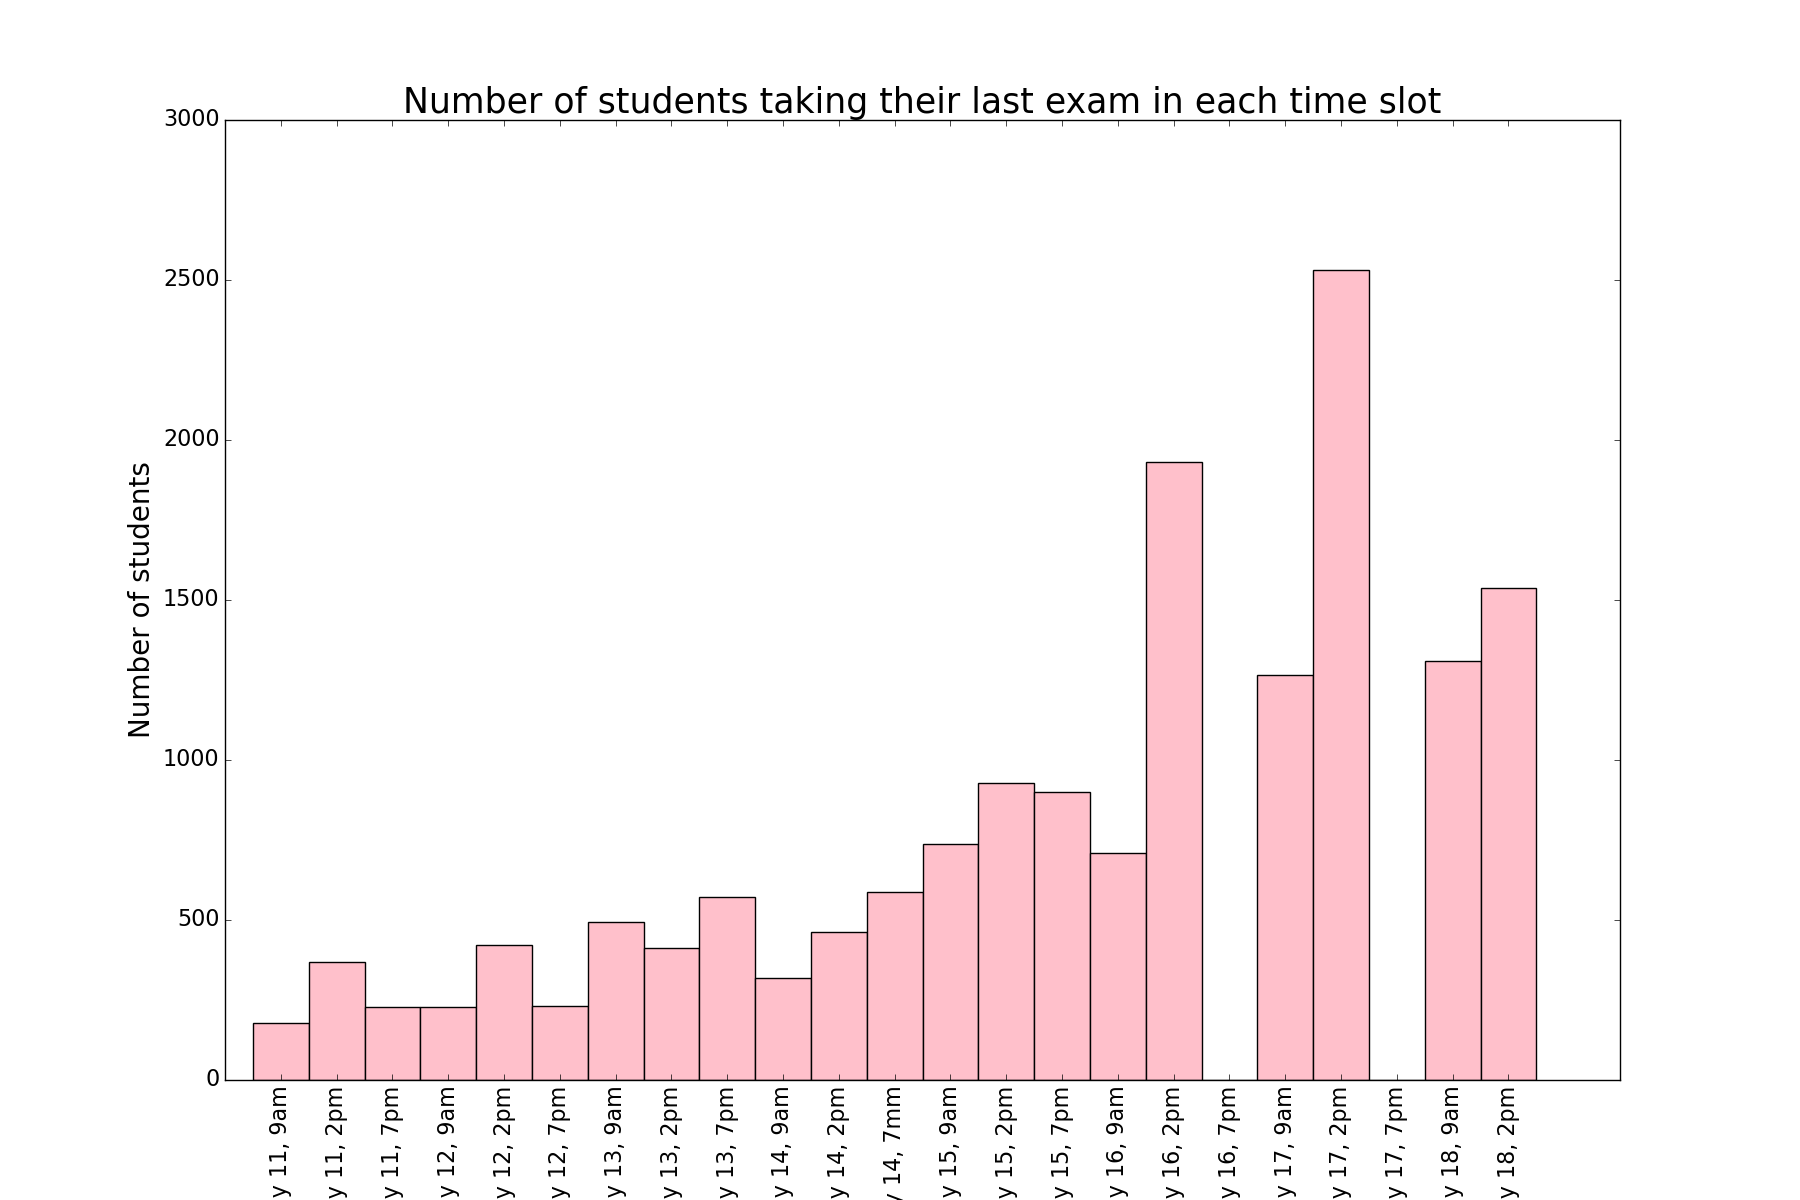 Number of students taking their last exam in each time slot
3000
2500
2000
1500
1000
500
0
Number of students
y 11, 9am
y 11, 2pm
y 11, 7pm
y 12, 9am
y 12, 2pm
y 12, 7pm
y 13, 9am
y 13, 2pm
y 13, 7pm
y 14, 9am
y 14, 2pm
y 14, 7mm
y 15, 9am
y 15, 2pm
y 15, 7pm
y 16, 9am
y 16, 2pm
y 16, 7pm
y 17, 9am
y 17, 2pm
y 17, 7pm
y 18, 9am
y 18, 2pm